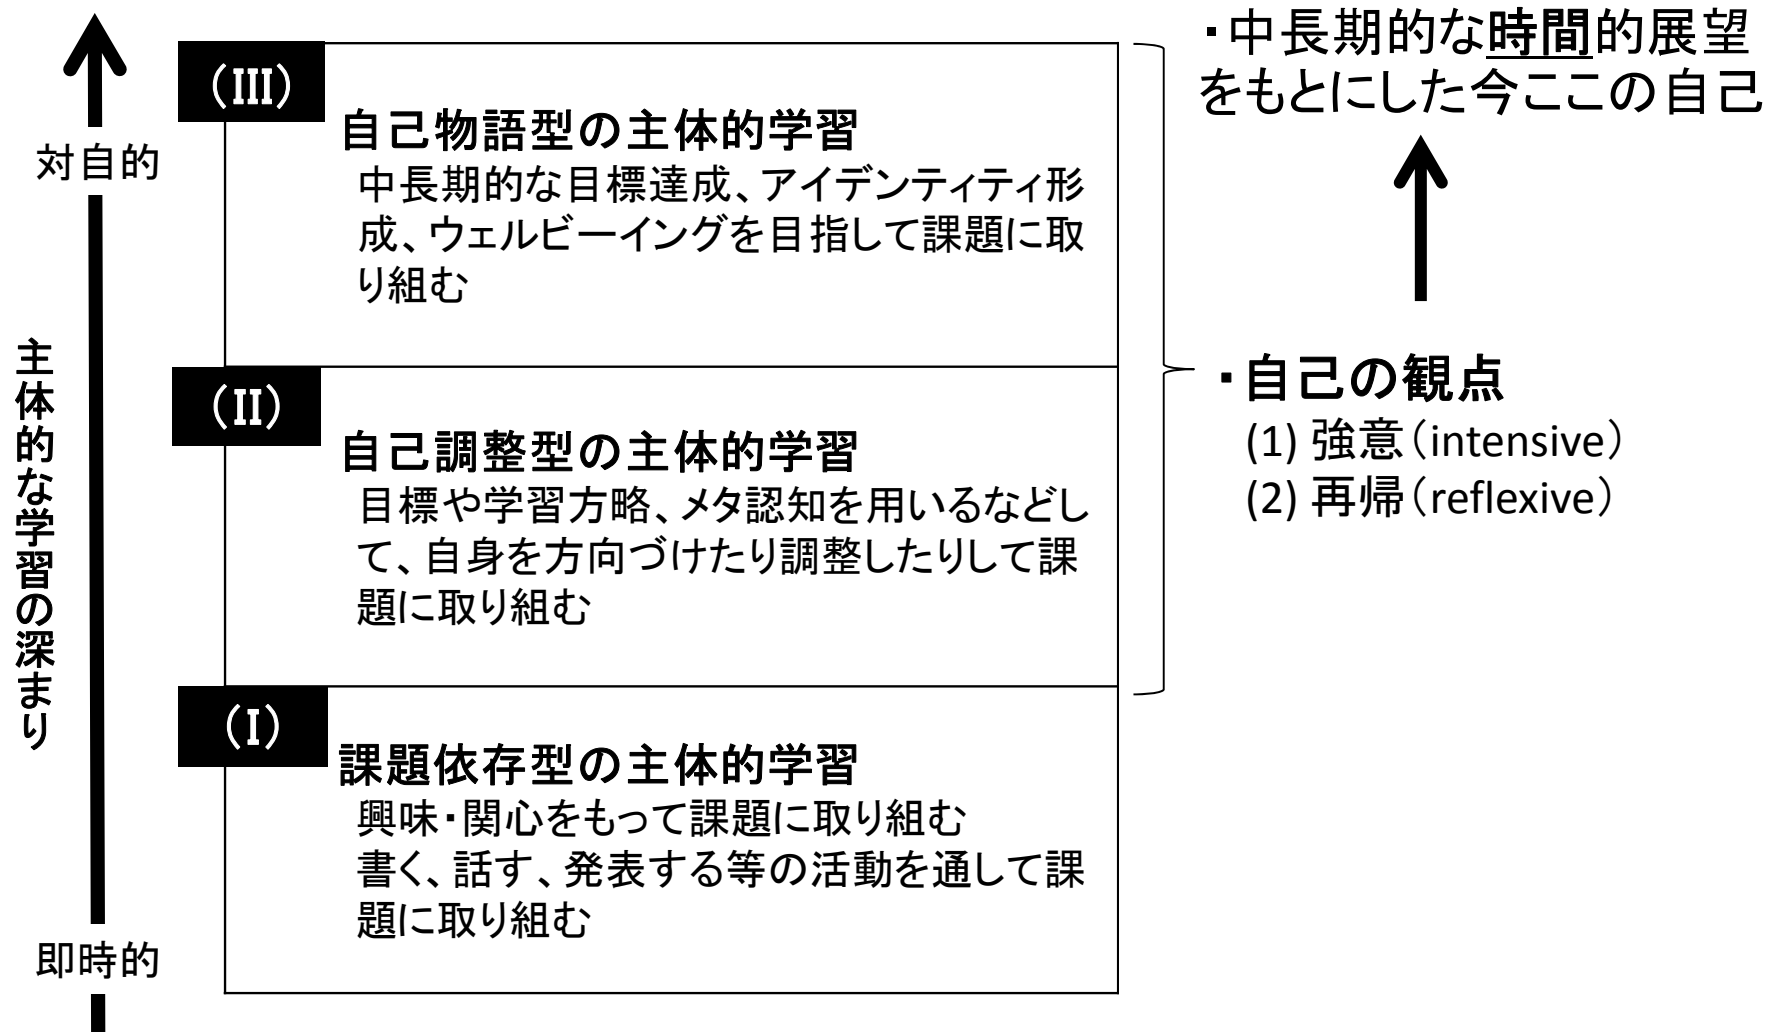 対自的
主体的な学習の深まり
即時的
(III)
自己物語型の主体的学習
中長期的な目標達成、アイデンティティ形
成、ウェルビーイングを目指して課題に取
り組む
(II)
自己調整型の主体的学習
目標や学習方略、メタ認知を用いるなどし
て、自身を方向づけたり調整したりして課
題に取り組む
(I)
課題依存型の主体的学習
興味・関心をもって課題に取り組む
書く、話す、発表する等の活動を通して課
題に取り組む
・中長期的な時間的展望
をもとにした今ここの自己
・自己の観点
(1) 強意（intensive）
(2) 再帰（reflexive）